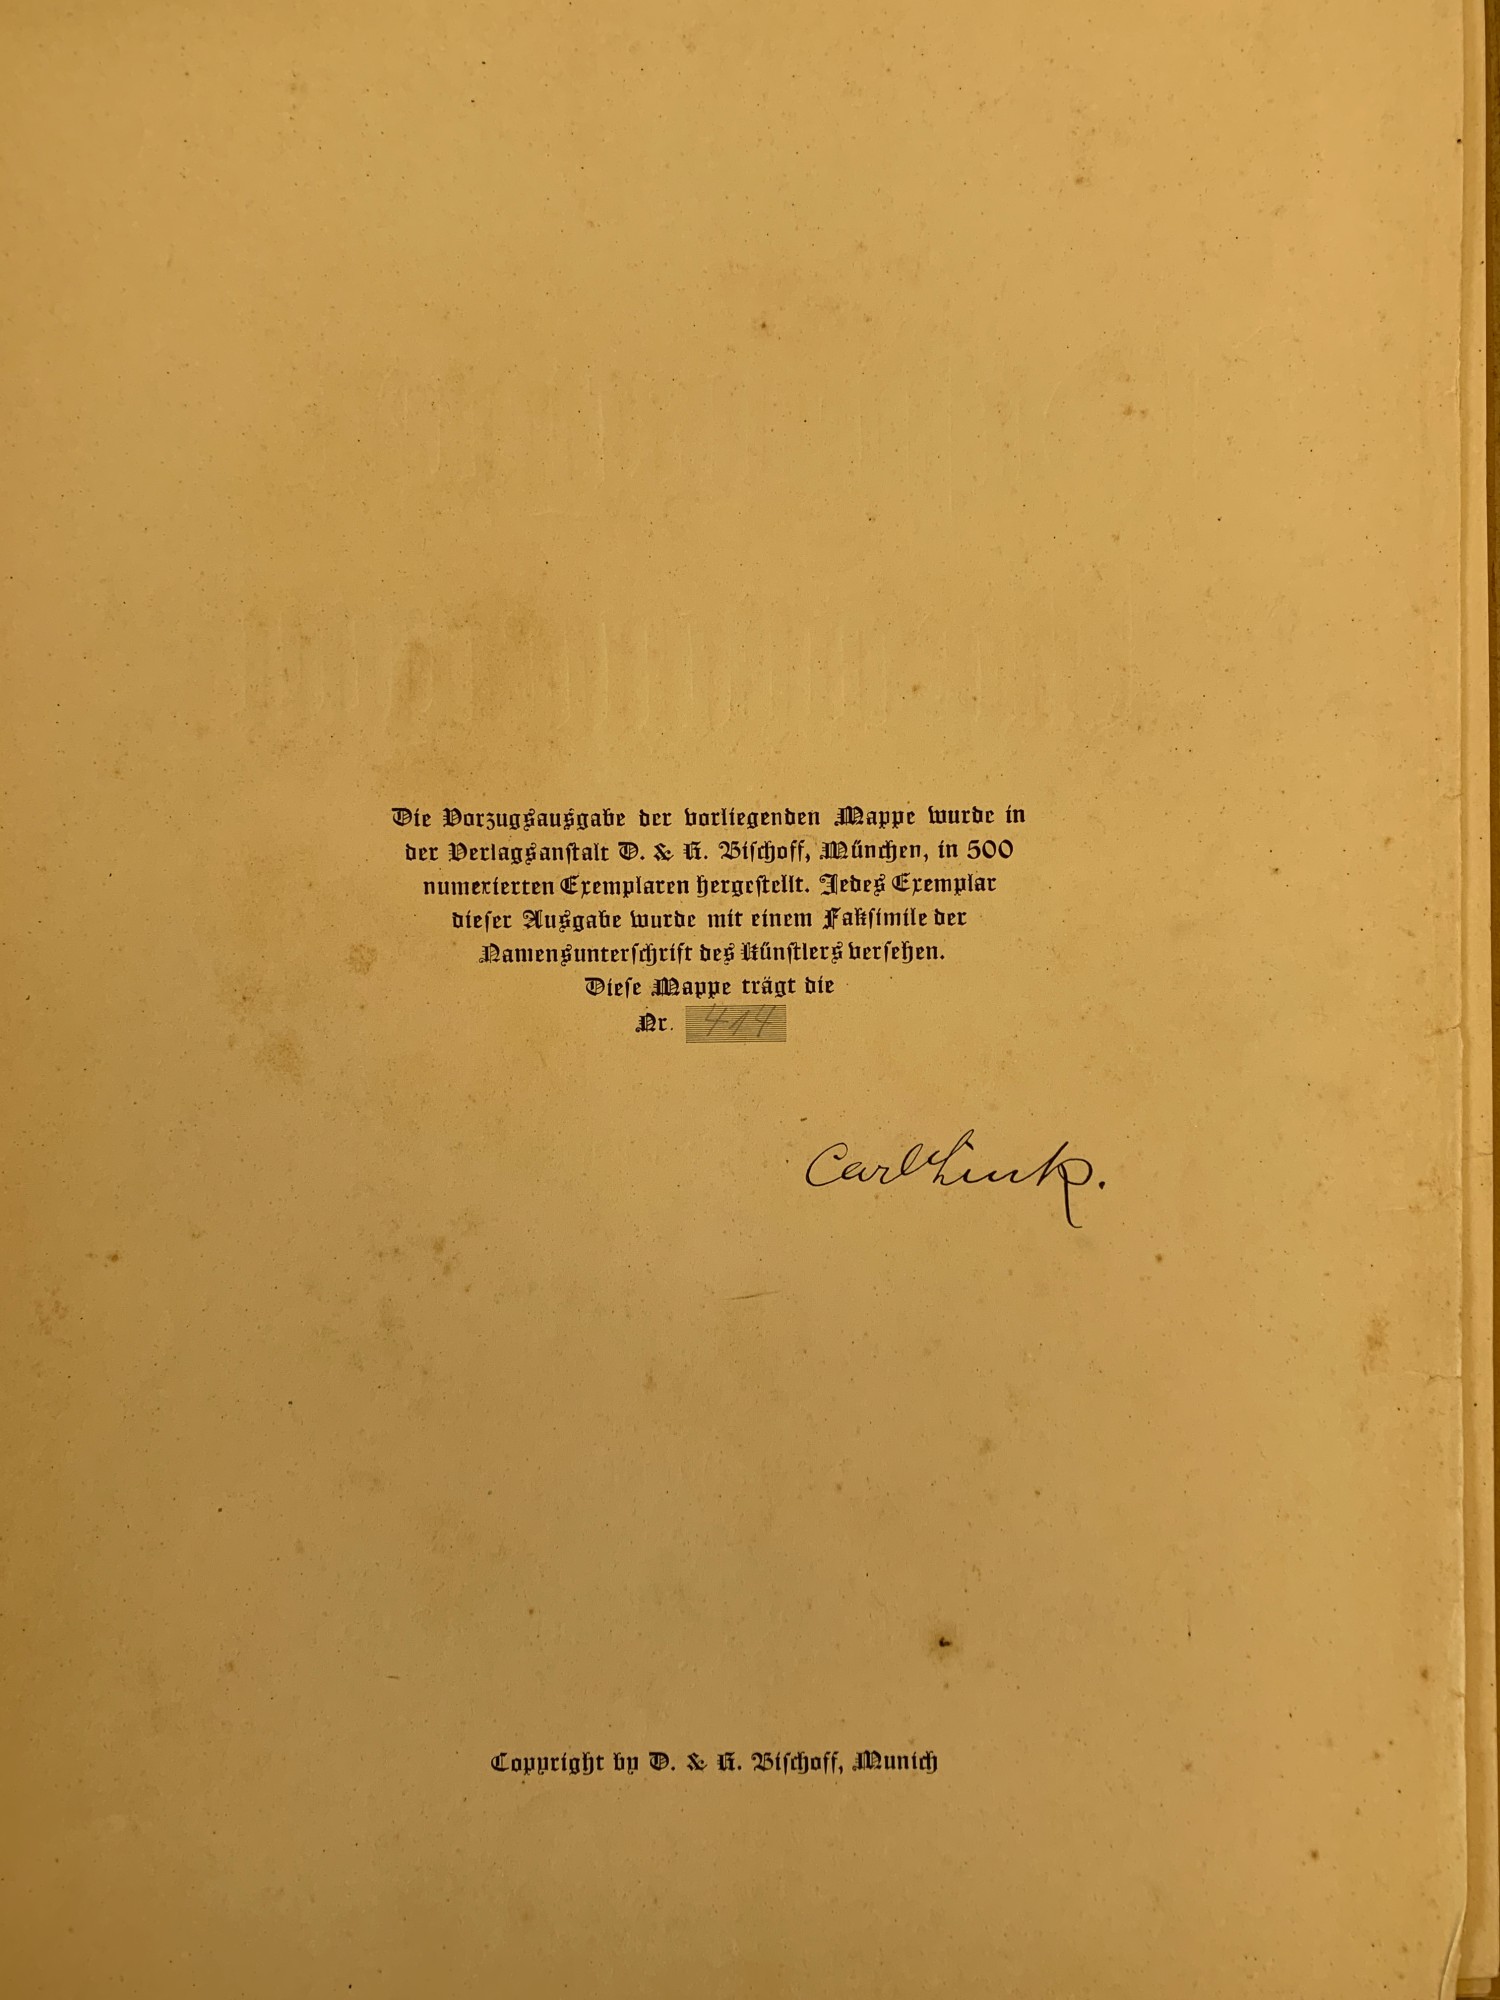 Die Vorzugsausgabe der vorliegenden Mappe wurde in
der Verlagsanstalt D. & R. Bischoff, München, in 500
numerierten Exemplaren hergestellt. Jedes Exemplar
dieser Ausgabe wurde mit einem Faksimile der
Namensunterschrift des Künstlers versehen.
Diese Mappe trägt die
Nr. 414
Carl Link.
Copyright by D. & R. Bischoff, Munich